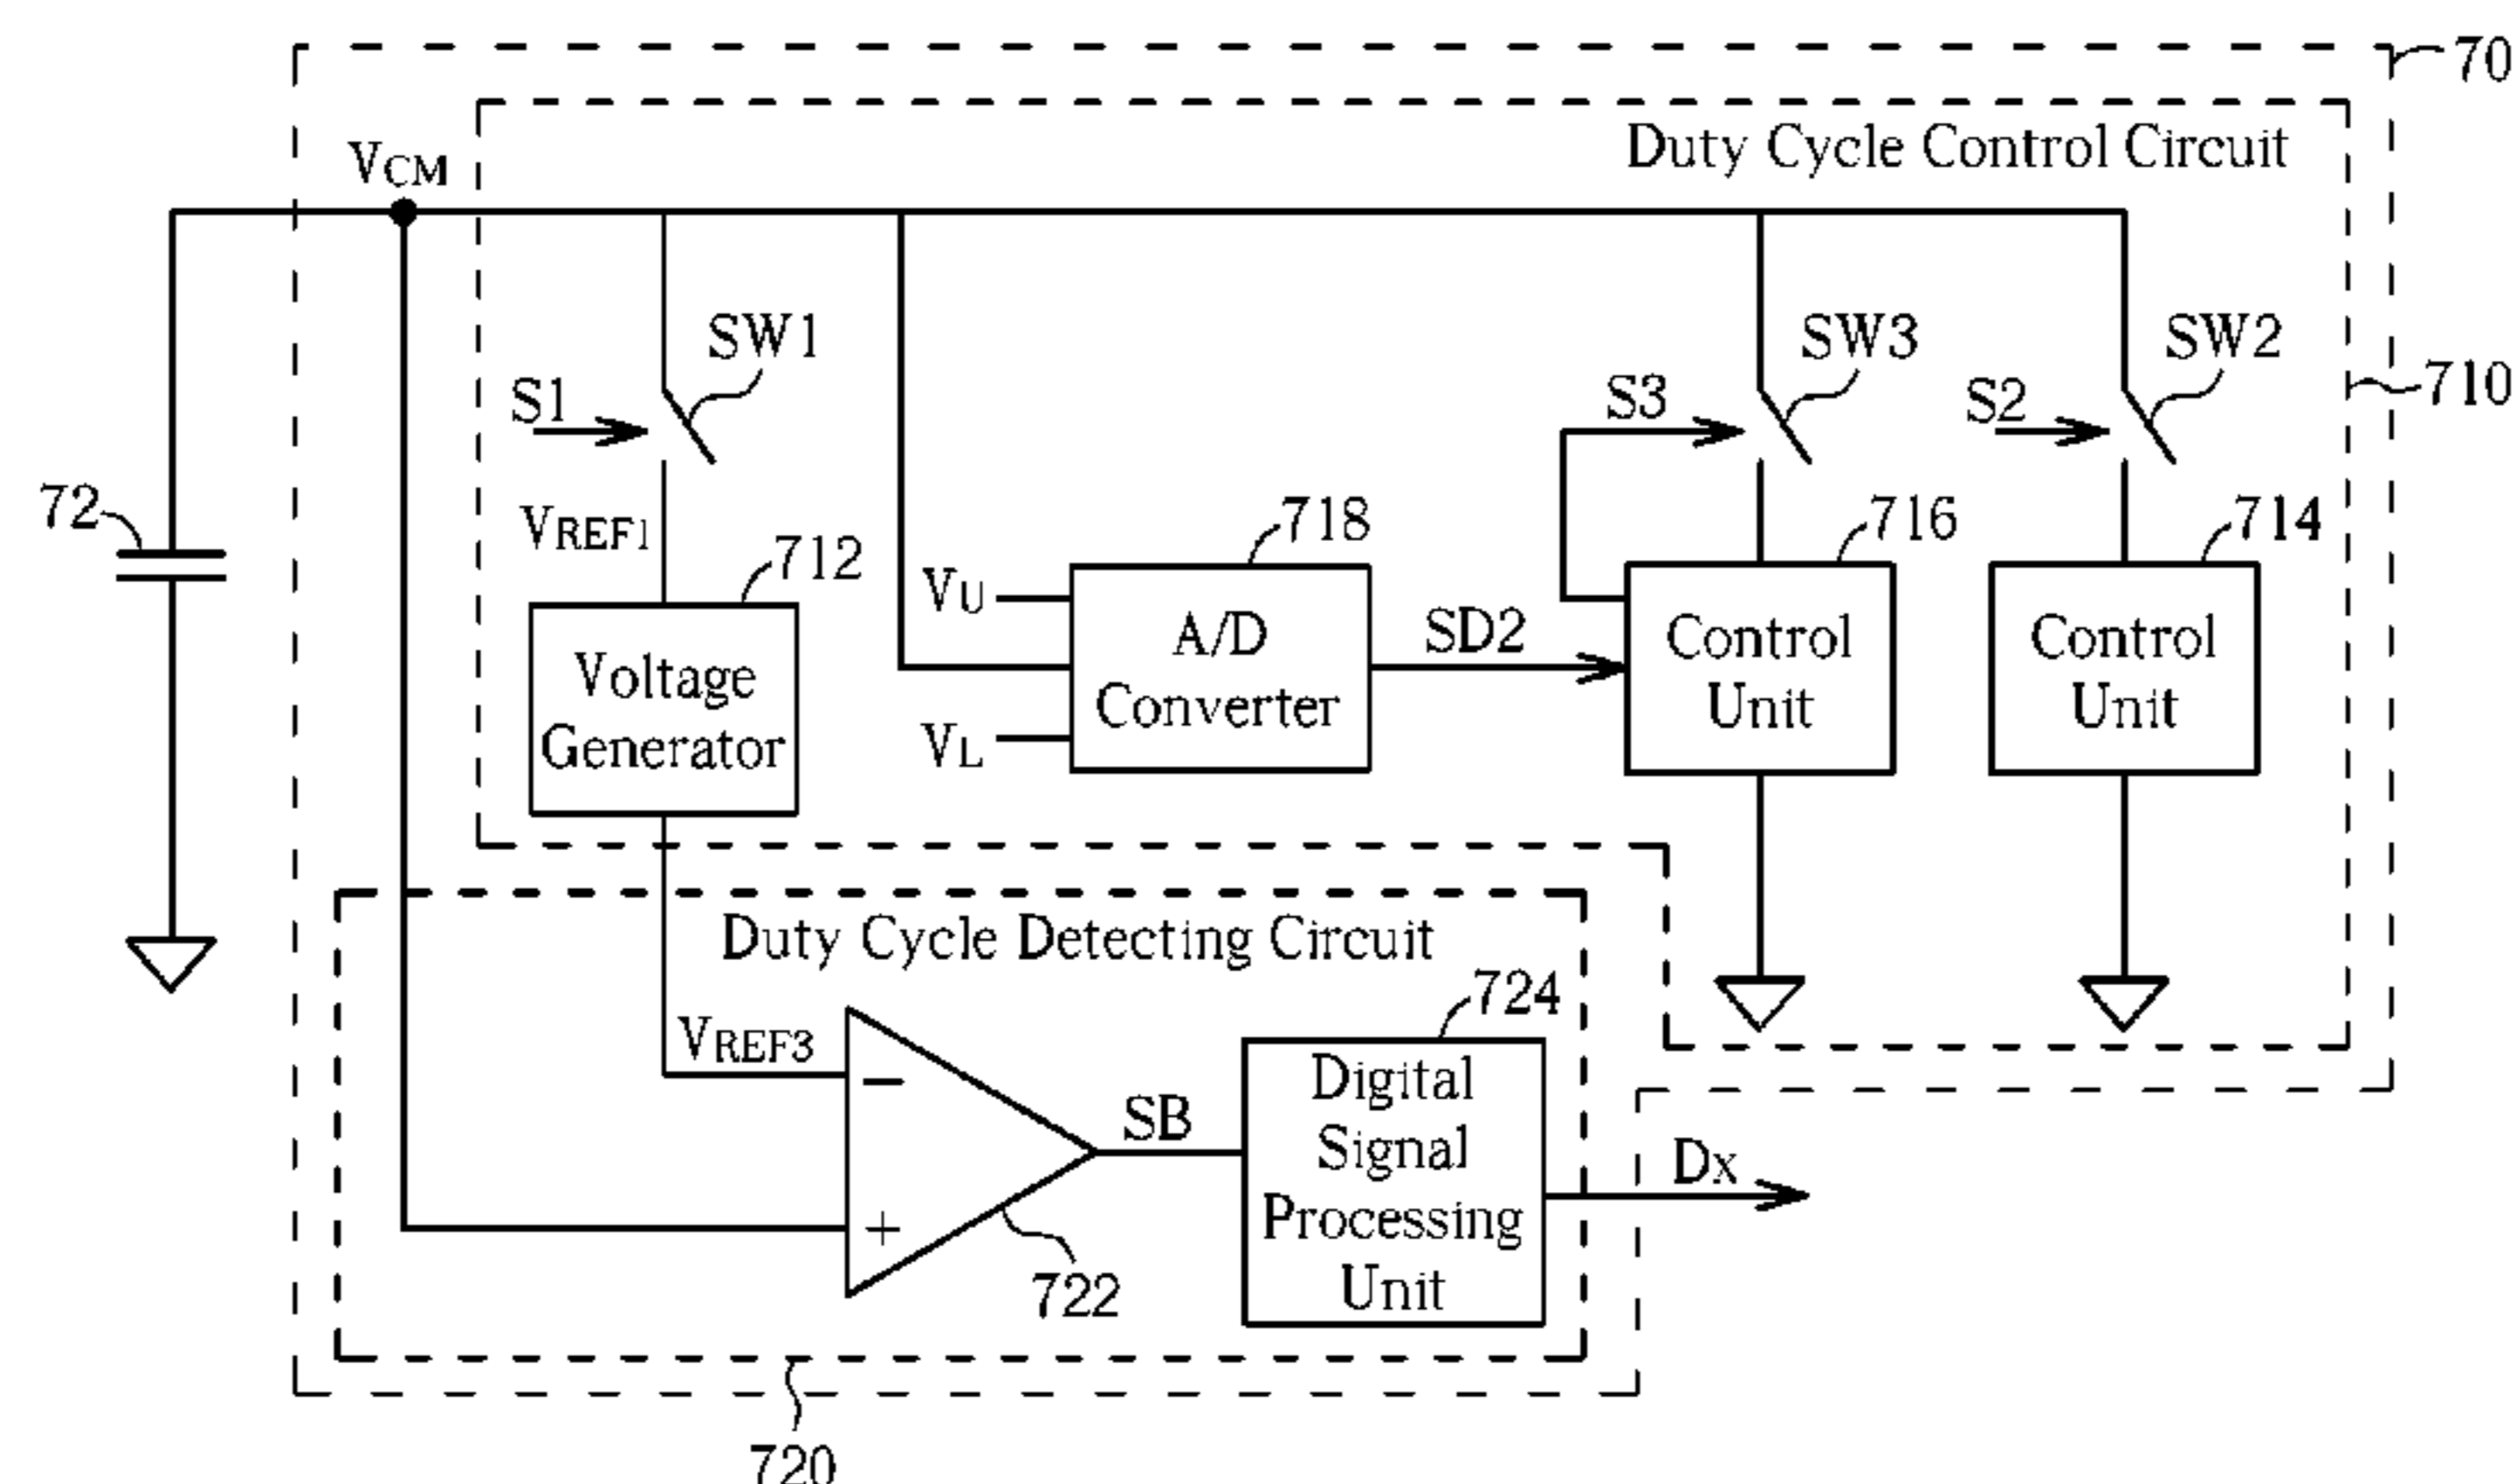 70
Duty Cycle Control Circuit
VCM
SW1
SW3
SW2
S1
S3
S2
710
72
VREF1
712
718
716
714
VU
A/D
Converter
VL
SD2
Control
Unit
Control
Unit
Voltage
Generator
Duty Cycle Detecting Circuit
724
VREF3
−
+
SB
Digital
Signal
Processing
Unit
DX
722
720